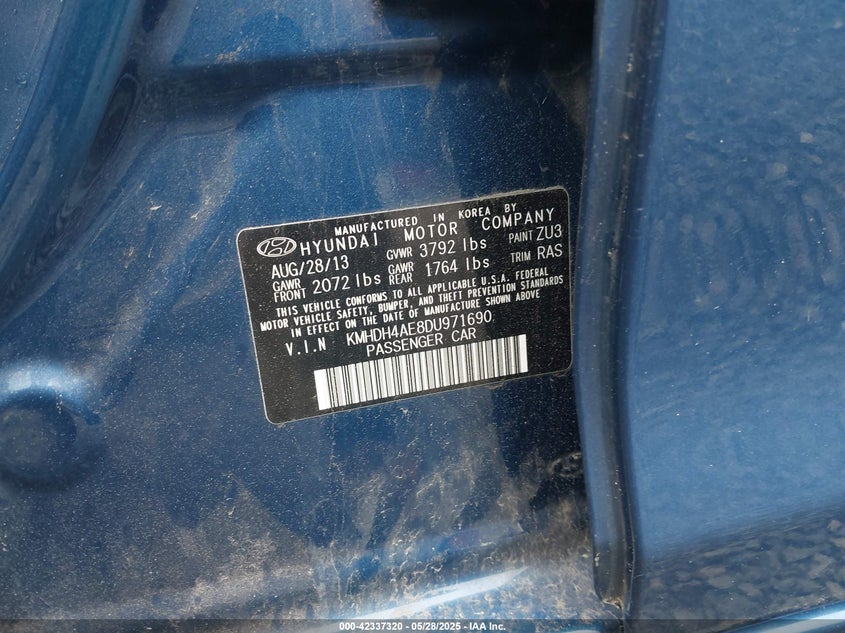 MANUFACTURED IN KOREA BY
HYUNDAI MOTOR COMPANY
AUG/28/13 GVWR 3792 lbs PAINT ZU3
GAWR FRONT 2072 lbs GAWR REAR 1764 lbs TRIM RAS
THIS VEHICLE CONFORMS TO ALL APPLICABLE U.S.A. FEDERAL
MOTOR VEHICLE SAFETY, BUMPER, AND THEFT PREVENTION STANDARDS
IN EFFECT ON THE DATE OF MANUFACTURE SHOWN ABOVE.
V.I.N KMHDH4AE8DU971690
PASSENGER CAR
000-42337320 - 05/28/2025 - IAA Inc.